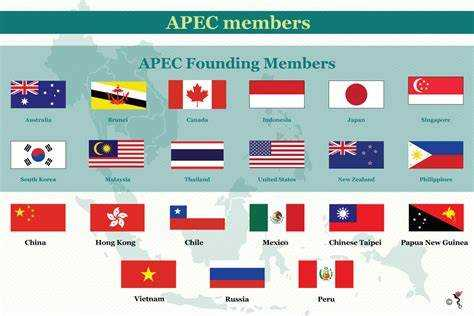 APEC members
APEC Founding Members
Australia Brunei Canada Indonesia Japan Singapore
South Korea Malaysia Thailand United States New Zealand Philippines
China Hong Kong Chile Mexico Chinese Taipei Papua New Guinea
Vietnam Russia Peru
©